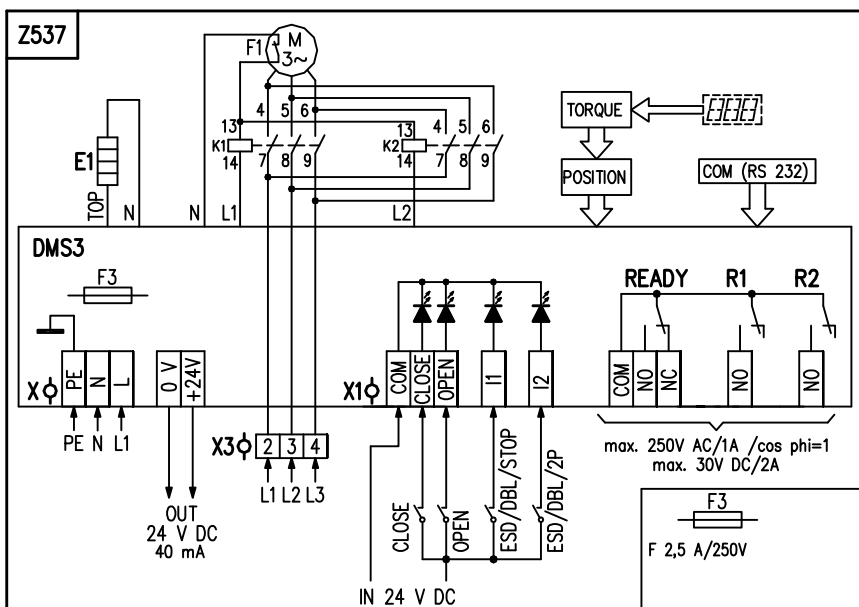 Z537
F1
M
3~
4 5 6
13
K1
14
7 8 9
4 5 6
13
K2
14
7 8 9
TORQUE
POSITION
COM (RS 232)
E1
TOP
N
N
L1
L2
DMS3
F3
READY R1 R2
X
PE
N
L
0 V
+24V
X1
COM
CLOSE
OPEN
I1
I2
COM
NO
NC
NO
NO
PE N L1
X3
2 3 4
L1 L2 L3
OUT
24 V DC
40 mA
CLOSE
OPEN
ESD/DBL/STOP
ESD/DBL/2P
IN 24 V DC
max. 250V AC/1A /cos phi=1
max. 30V DC/2A
F3
F 2,5 A/250V